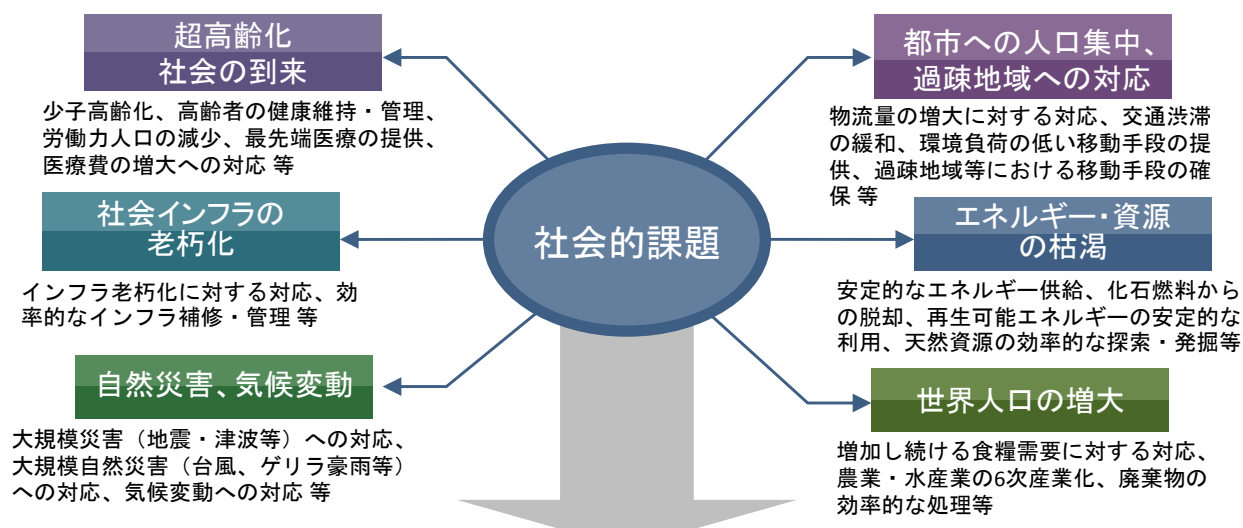 超高齢化
社会の到来
少子高齢化、高齢者の健康維持・管理、
労働力人口の減少、最先端医療の提供、
医療費の増大への対応 等
社会インフラの
老朽化
インフラ老朽化に対する対応、効
率的なインフラ補修・管理 等
自然災害、気候変動
大規模災害（地震・津波等）への対応、
大規模自然災害（台風、ゲリラ豪雨等）
への対応、気候変動への対応 等
社会的課題
都市への人口集中、
過疎地域への対応
物流量の増大に対する対応、交通渋滞
の緩和、環境負荷の低い移動手段の提
供、過疎地域等における移動手段の確
保 等
エネルギー・資源
の枯渇
安定的なエネルギー供給、化石燃料から
の脱却、再生可能エネルギーの安定的な
利用、天然資源の効率的な探索・発掘等
世界人口の増大
増加し続ける食糧需要に対する対応、
農業・水産業の6次産業化、廃棄物の
効率的な処理等